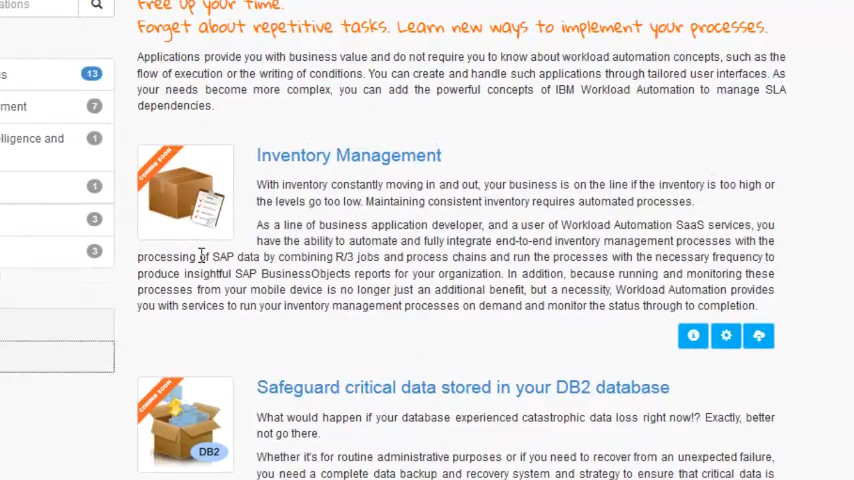 ations
Free up your time.
Forget about repetitive tasks. Learn new ways to implement your processes.
Applications provide you with business value and do not require you to know about workload automation concepts, such as the
flow of execution or the writing of conditions. You can create and handle such applications through tailored user interfaces. As
your needs become more complex, you can add the powerful concepts of IBM Workload Automation to manage SLA
dependencies.
s 13
ment 7
lligence and 1
1
3
3
COMING SOON
Inventory Management
With inventory constantly moving in and out, your business is on the line if the inventory is too high or
the levels go too low. Maintaining consistent inventory requires automated processes.
As a line of business application developer, and a user of Workload Automation SaaS services, you
have the ability to automate and fully integrate end-to-end inventory management processes with the
processing of SAP data by combining R/3 jobs and process chains and run the processes with the necessary frequency to
produce insightful SAP BusinessObjects reports for your organization. In addition, because running and monitoring these
processes from your mobile device is no longer just an additional benefit, but a necessity, Workload Automation provides
you with services to run your inventory management processes on demand and monitor the status through to completion.
COMING SOON
DB2
Safeguard critical data stored in your DB2 database
What would happen if your database experienced catastrophic data loss right now!? Exactly, better
not go there.
Whether it's for routine administrative purposes or if you need to recover from an unexpected failure,
you need a complete data backup and recovery system and strategy to ensure that critical data is